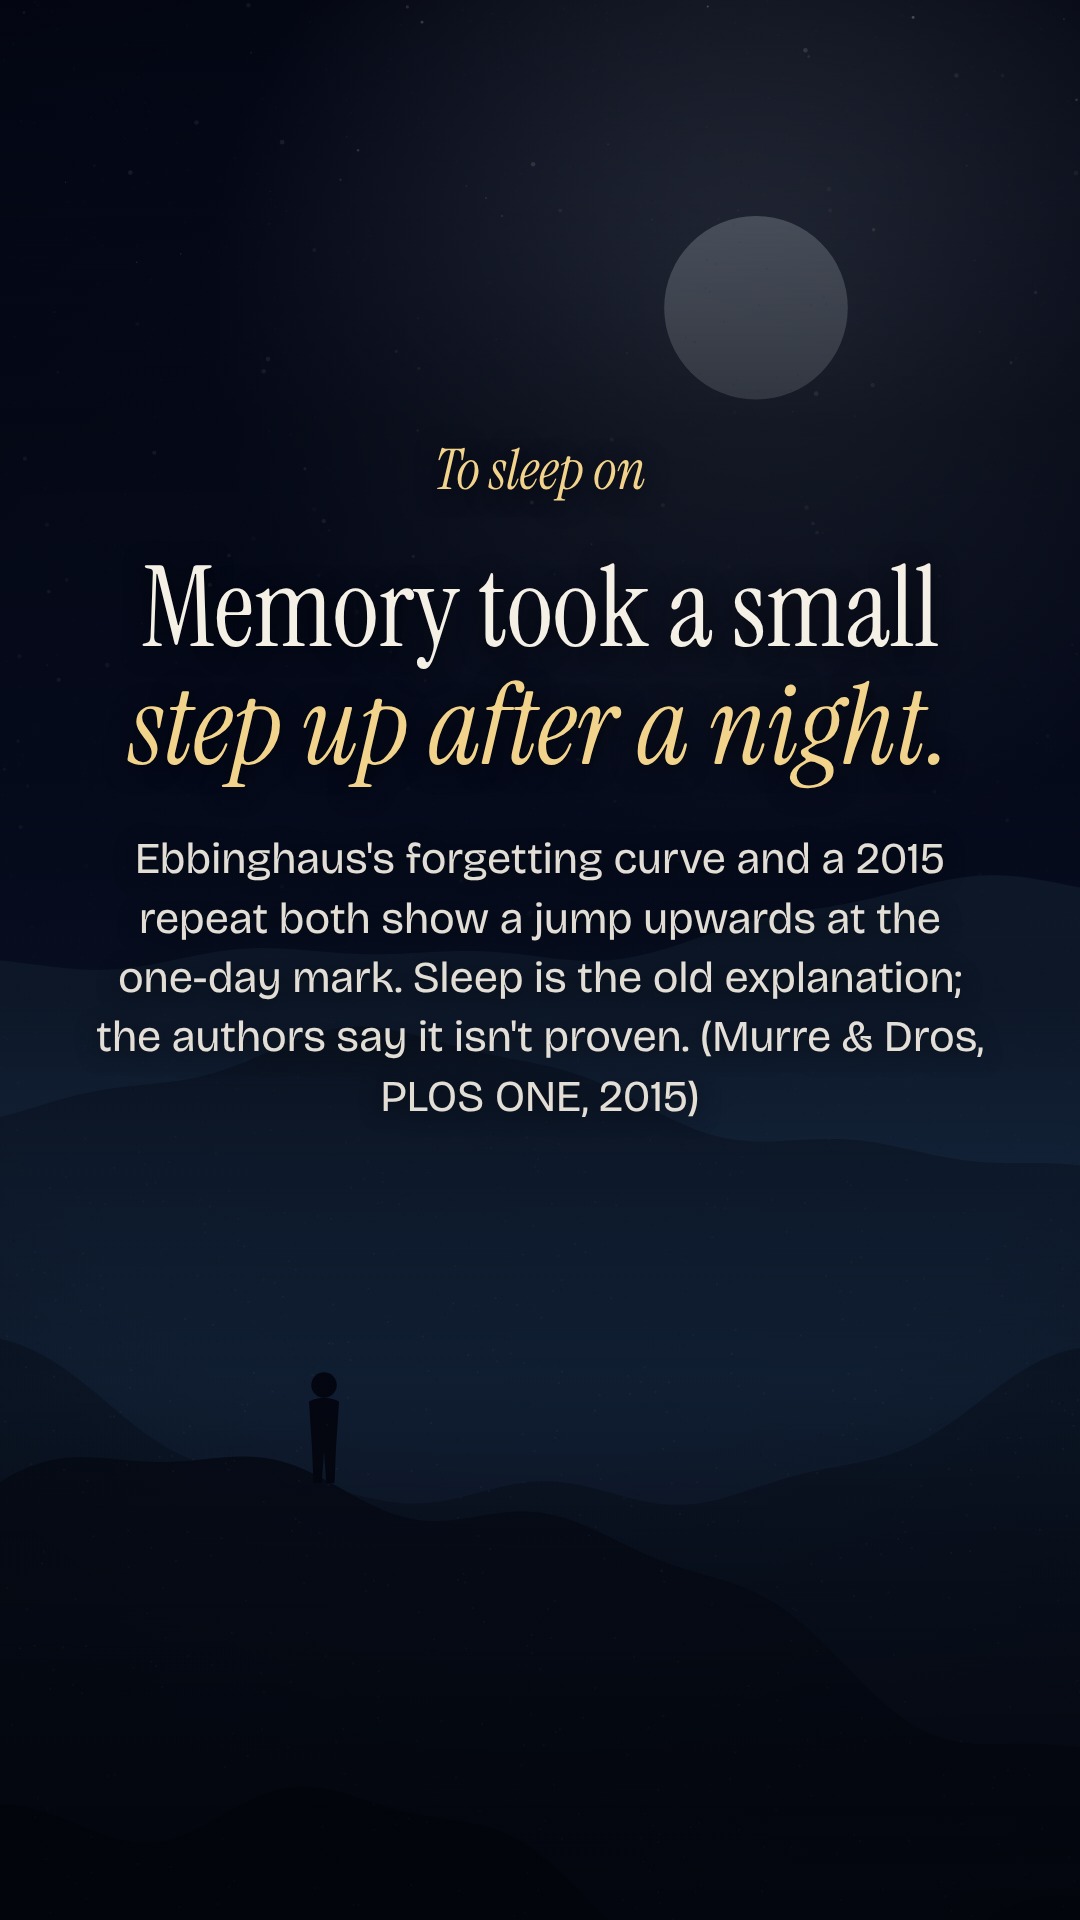 To sleep on
Memory took a small
step up after a night.
Ebbinghaus's forgetting curve and a 2015
repeat both show a jump upwards at the
one-day mark. Sleep is the old explanation;
the authors say it isn't proven. (Murre & Dros,
PLOS ONE, 2015)